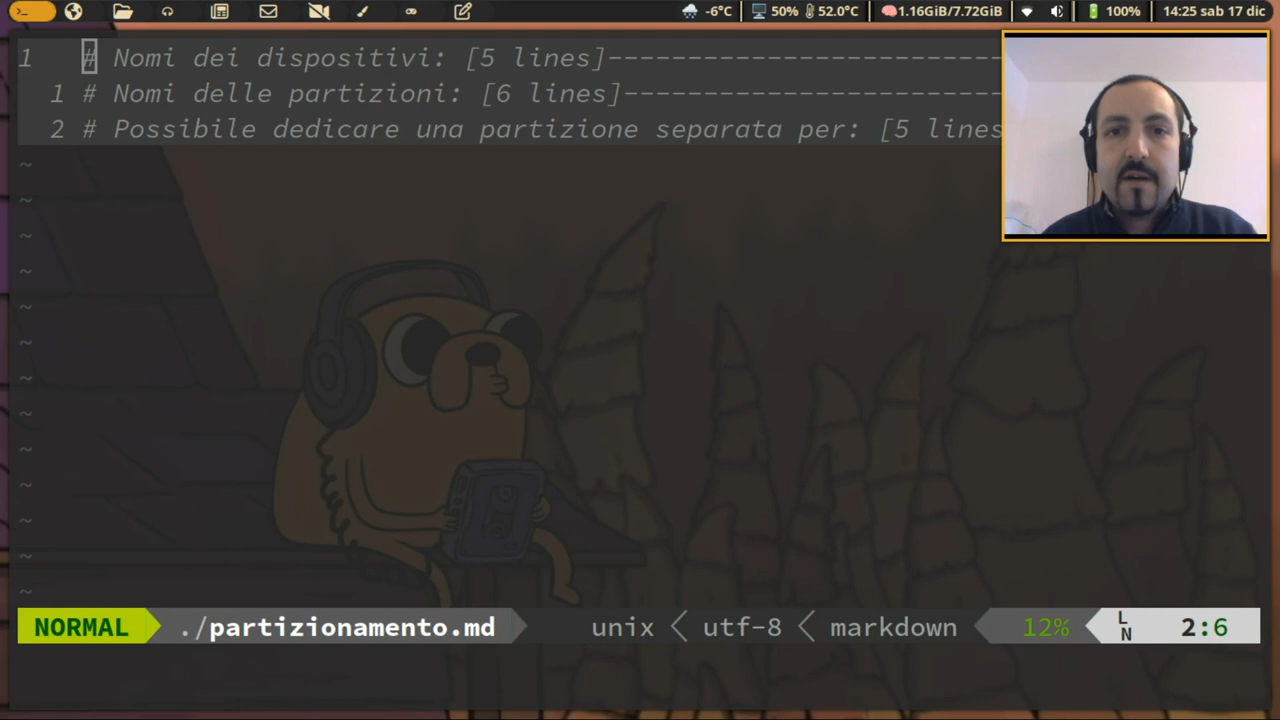 >_ -6°C 50% 52.0°C 1.16GiB/7.72GiB 100% 14:25 sab 17 dic
1 # Nomi dei dispositivi: [5 lines]-------------------------
1 # Nomi delle partizioni: [6 lines]------------------------
2 # Possibile dedicare una partizione separata per: [5 lines
~
~
~
~
~
~
~
~
~
~
~
~
~
NORMAL ./partizionamento.md unix utf-8 markdown 12% LN 2:6